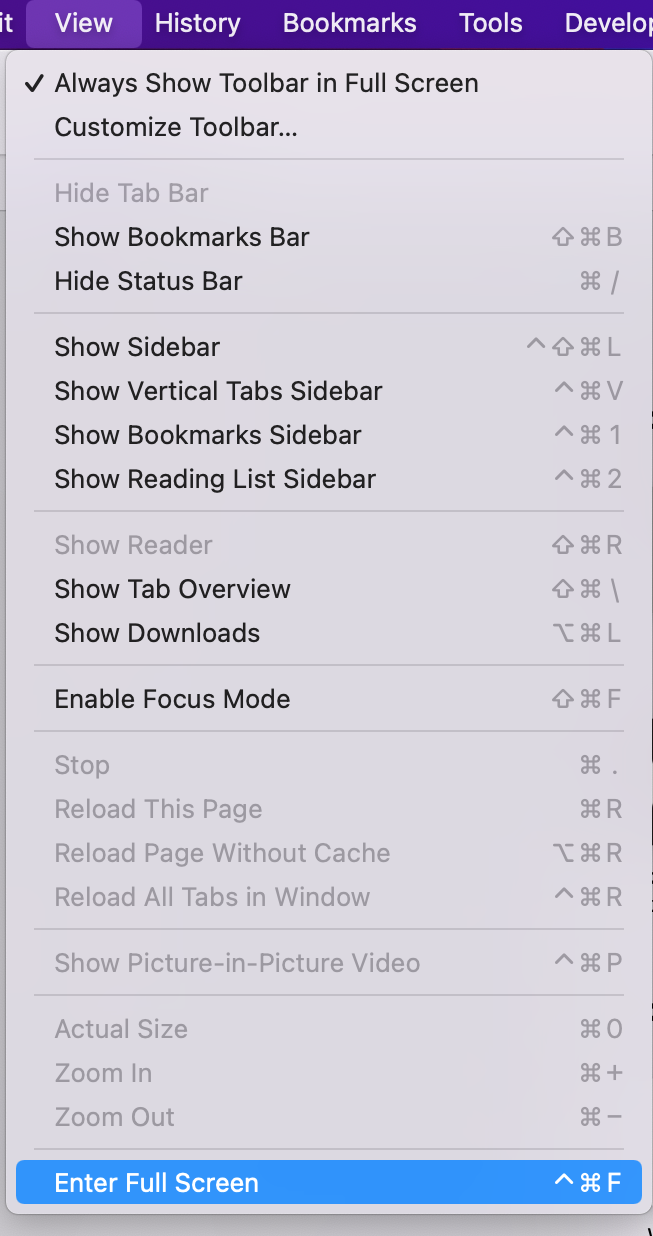 it View History Bookmarks Tools Develop
✓ Always Show Toolbar in Full Screen
Customize Toolbar...
Hide Tab Bar
Show Bookmarks Bar ⇧⌘B
Hide Status Bar ⌘/
Show Sidebar ^⇧⌘L
Show Vertical Tabs Sidebar ^⌘V
Show Bookmarks Sidebar ^⌘1
Show Reading List Sidebar ^⌘2
Show Reader ⇧⌘R
Show Tab Overview ⇧⌘\
Show Downloads ⌥⌘L
Enable Focus Mode ⇧⌘F
Stop ⌘.
Reload This Page ⌘R
Reload Page Without Cache ⌥⌘R
Reload All Tabs in Window ^⌘R
Show Picture-in-Picture Video ^⌘P
Actual Size ⌘0
Zoom In ⌘+
Zoom Out ⌘−
Enter Full Screen ^⌘F